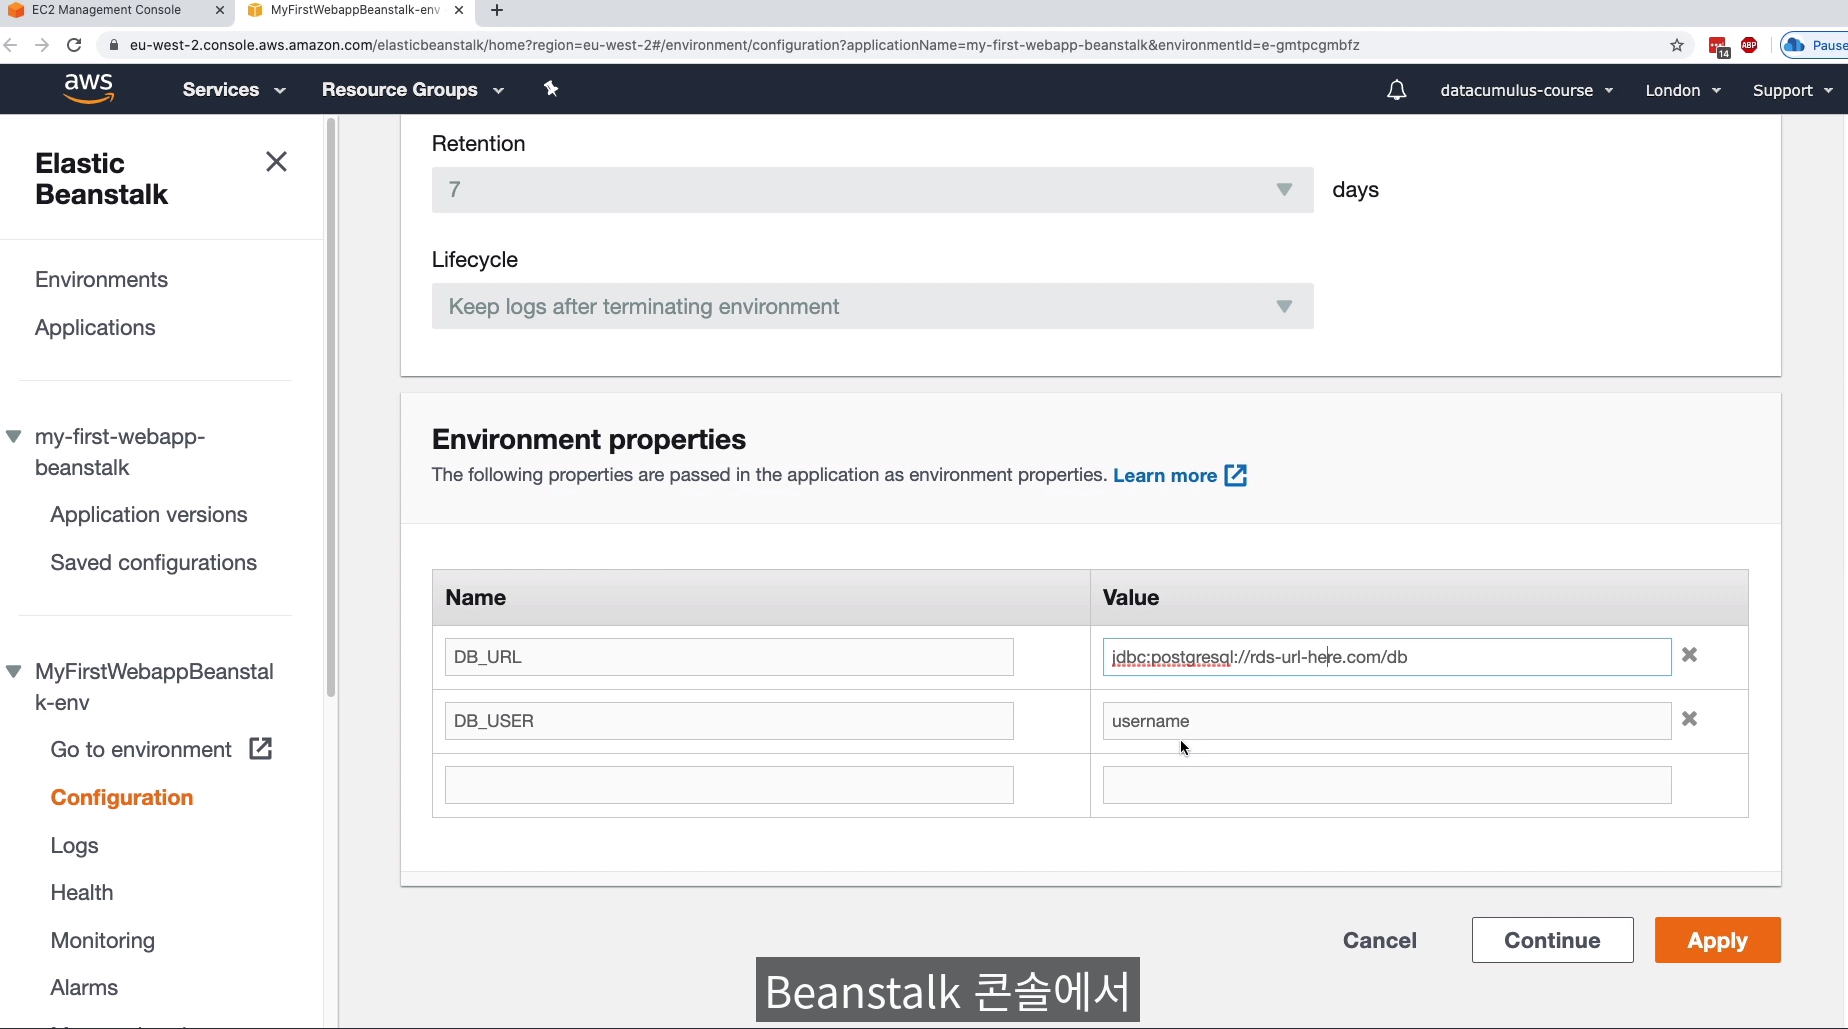 EC2 Management Console
MyFirstWebappBeanstalk-env
eu-west-2.console.aws.amazon.com/elasticbeanstalk/home?region=eu-west-2#/environment/configuration?applicationName=my-first-webapp-beanstalk&environmentId=e-gmtpcgmbfz
14
ABP
Pause
aws
Services
Resource Groups
datacumulus-course
London
Support
Elastic
Beanstalk
Environments
Applications
my-first-webapp-
beanstalk
Application versions
Saved configurations
MyFirstWebappBeanstal
k-env
Go to environment
Configuration
Logs
Health
Monitoring
Alarms
Retention
7
days
Lifecycle
Keep logs after terminating environment
Environment properties
The following properties are passed in the application as environment properties. Learn more
Name Value
DB_URL jdbc:postgresql://rds-url-here.com/db
DB_USER username
Cancel Continue Apply
Beanstalk 콘솔에서